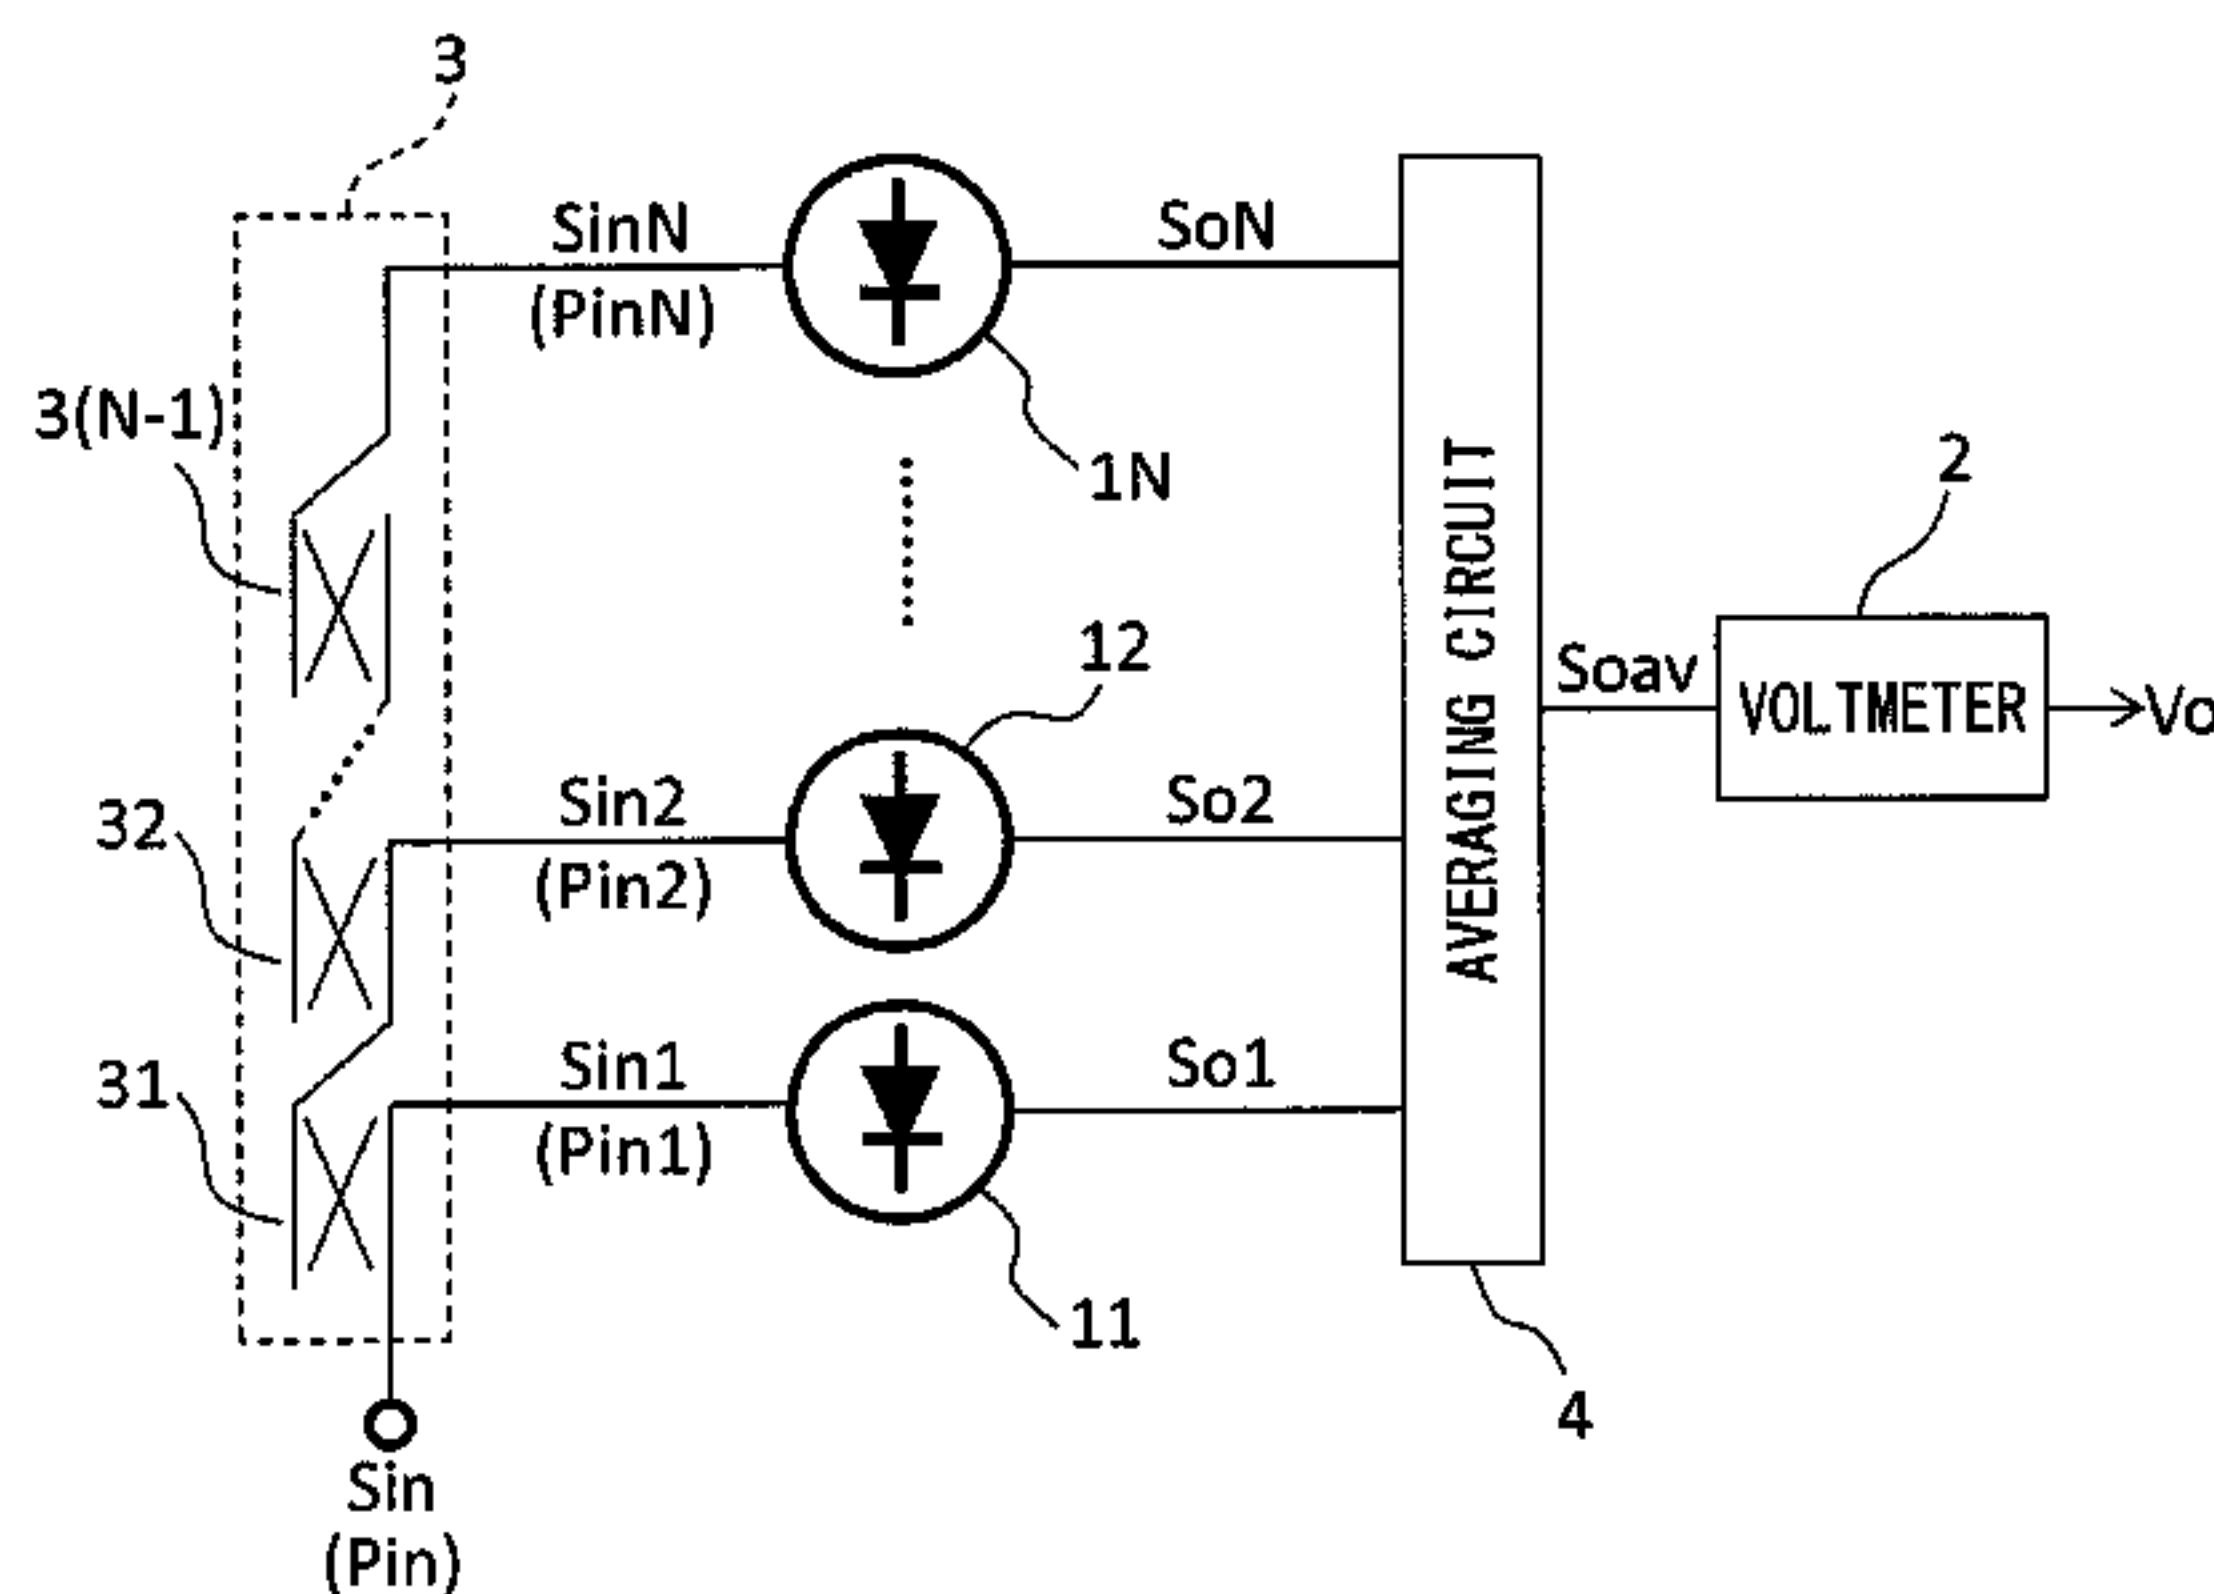 3
SinN
(PinN)
SoN
3(N-1)
1N
2
12
AVERAGING CIRCUIT
Soav
VOLTMETER
Vo
32
Sin2
(Pin2)
So2
31
Sin1
(Pin1)
So1
11
4
Sin
(Pin)